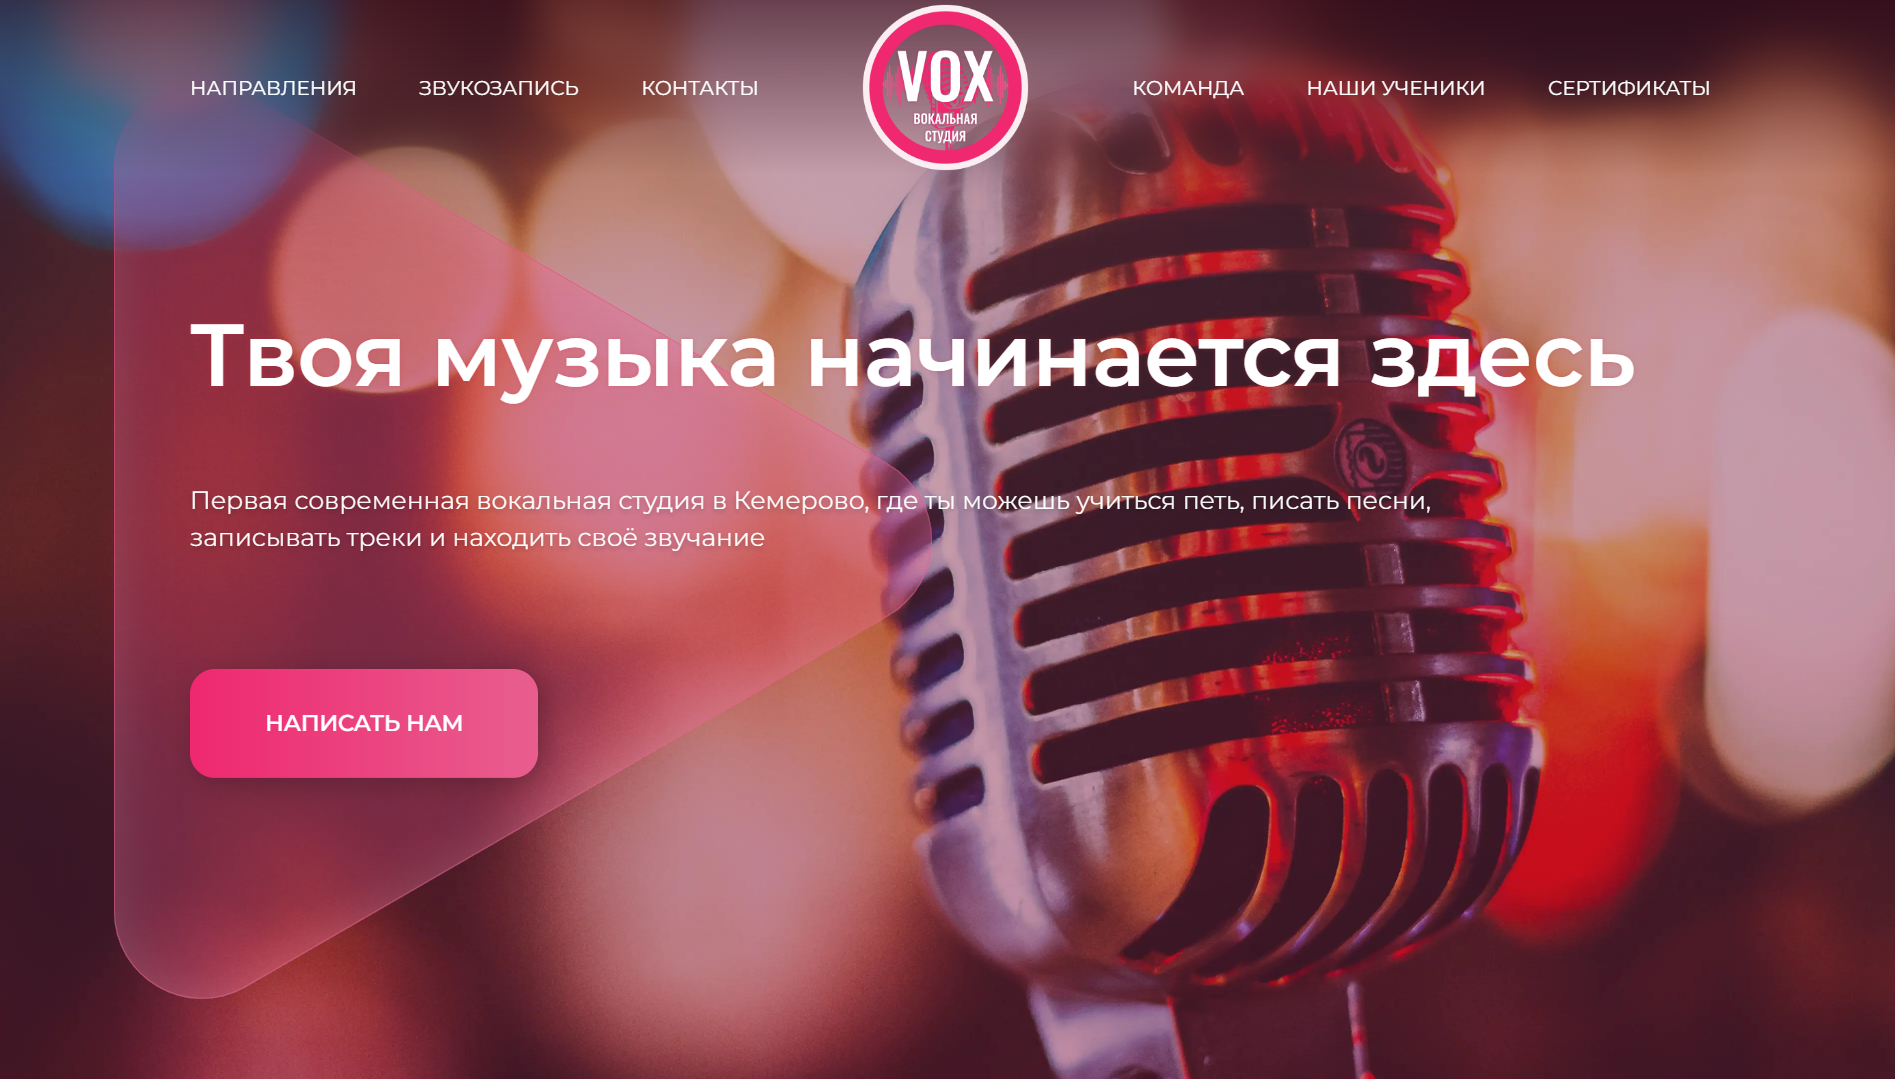 НАПРАВЛЕНИЯ ЗВУКОЗАПИСЬ КОНТАКТЫ
VOX
ВОКАЛЬНАЯ
СТУДИЯ
КОМАНДА НАШИ УЧЕНИКИ СЕРТИФИКАТЫ
Твоя музыка начинается здесь
Первая современная вокальная студия в Кемерово, где ты можешь учиться петь, писать песни,
записывать треки и находить своё звучание
НАПИСАТЬ НАМ